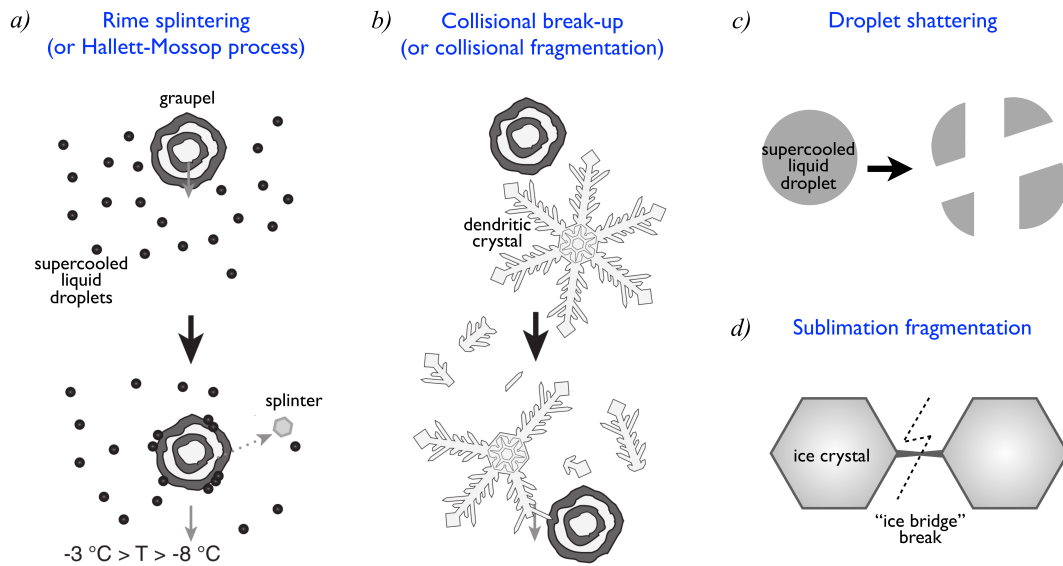 a)
Rime splintering
(or Hallett-Mossop process)
graupel
supercooled
liquid
droplets
splinter
-3 °C > T > -8 °C
b)
Collisional break-up
(or collisional fragmentation)
dendritic
crystal
c)
Droplet shattering
supercooled
liquid
droplet
d)
Sublimation fragmentation
ice crystal
“ice bridge”
break